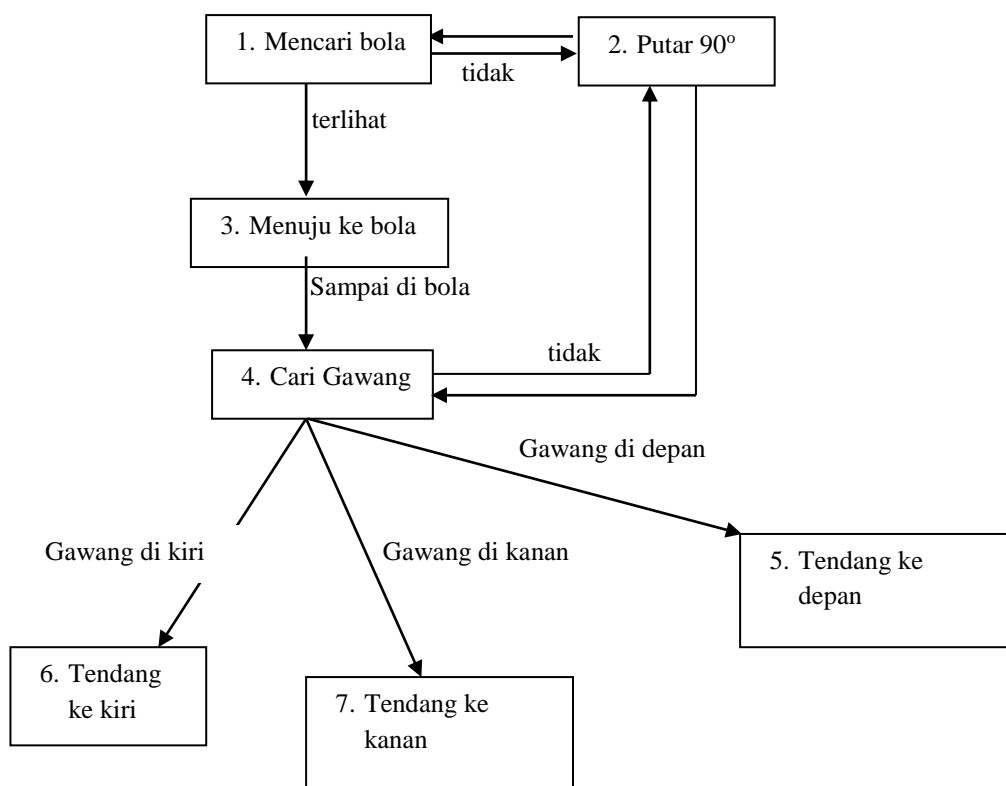 1. Mencari bola
2. Putar 90°
tidak
terlihat
3. Menuju ke bola
Sampai di bola
tidak
4. Cari Gawang
Gawang di depan
Gawang di kiri
Gawang di kanan
5. Tendang ke
depan
6. Tendang
ke kiri
7. Tendang ke
kanan